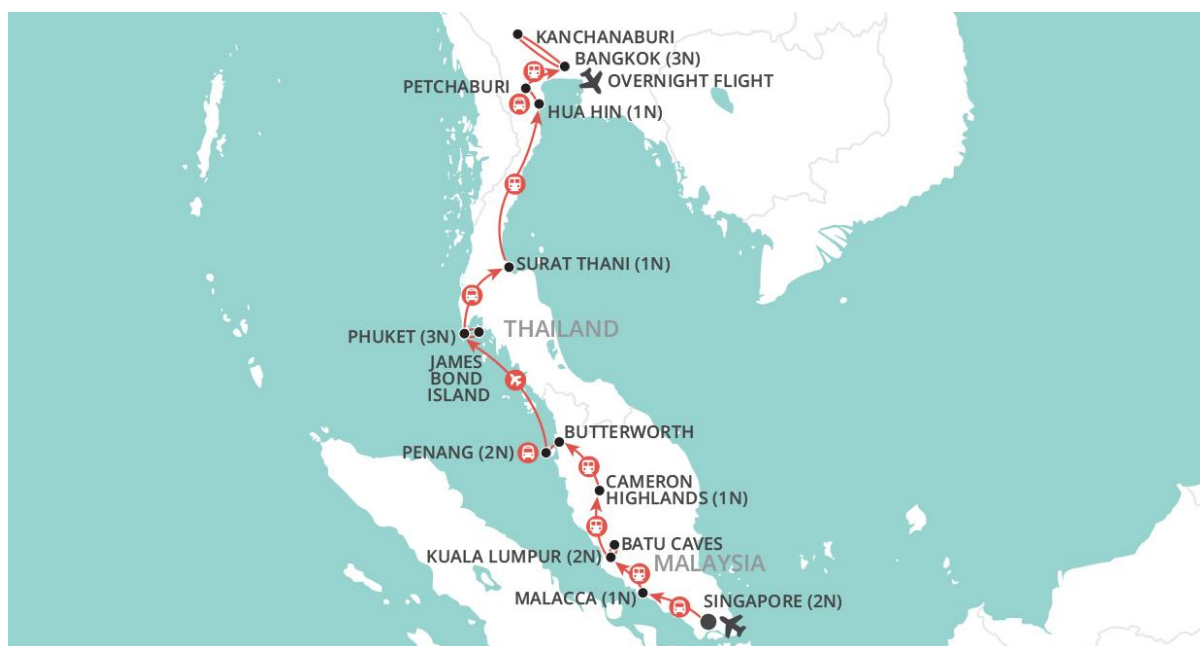 KANCHANABURI
BANGKOK (3N)
OVERNIGHT FLIGHT
PETCHABURI
HUA HIN (1N)
SURAT THANI (1N)
THAILAND
PHUKET (3N)
JAMES
BOND
ISLAND
BUTTERWORTH
PENANG (2N)
CAMERON
HIGHLANDS (1N)
BATU CAVES
KUALA LUMPUR (2N)
MALAYSIA
MALACCA (1N)
SINGAPORE (2N)